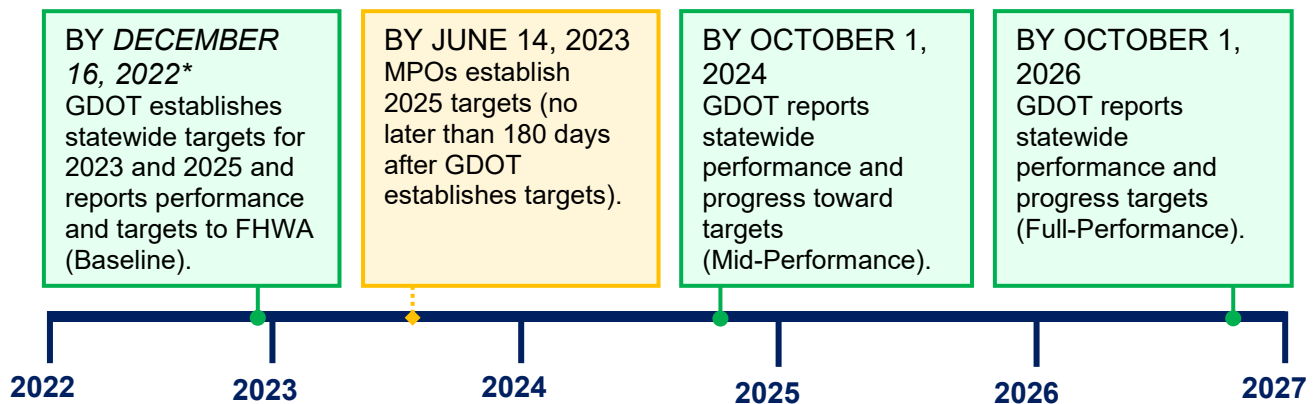 BY DECEMBER
16, 2022*
GDOT establishes
statewide targets for
2023 and 2025 and
reports performance
and targets to FHWA
(Baseline).
BY JUNE 14, 2023
MPOs establish
2025 targets (no
later than 180 days
after GDOT
establishes targets).
BY OCTOBER 1,
2024
GDOT reports
statewide
performance and
progress toward
targets
(Mid-Performance).
BY OCTOBER 1,
2026
GDOT reports
statewide
performance and
progress targets
(Full-Performance).
2022
2023
2024
2025
2026
2027